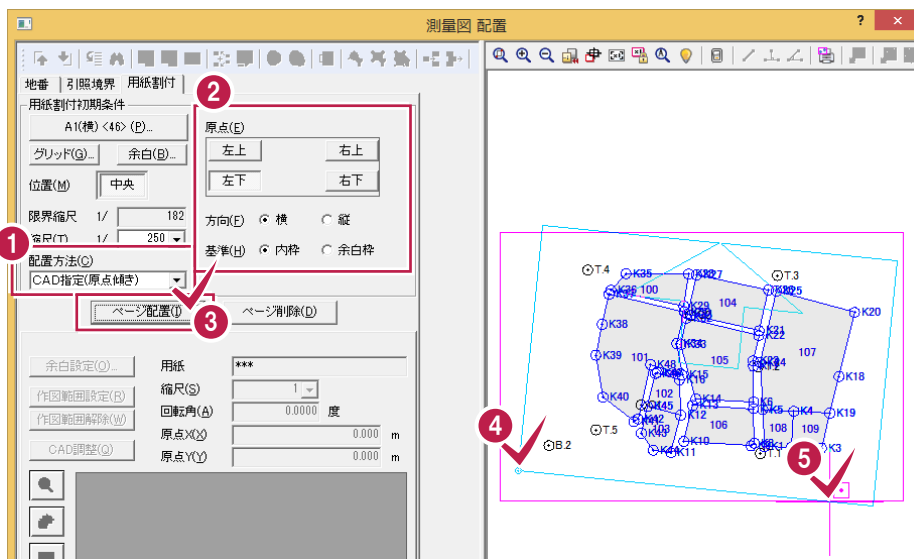 測量図 配置
? ×
地番 引照境界 用紙割付
用紙割付初期条件
A1(横) <46> (P)...
グリッド(G)... 余白(B)...
位置(M) 中央
限界縮尺 1/ 182
縮尺(T) 1/ 250
配置方法(C)
CAD指定(原点傾き)
1
2
原点(E)
左上 右上
左下 右下
方向(F) 横 縦
基準(H) 内枠 余白枠
ページ配置(I) ページ削除(D)
3
余白設定(O)... 用紙 ***
作図範囲設定(R) 縮尺(S) 1
作図範囲解除(W) 回転角(A) 0.0000 度
原点X(X) 0.000 m
CAD調整(Q) 原点Y(Y) 0.000 m
T.4 K35 T.3
100 104
K29 K20
K38 K21
K22
K39 101 105 107
K48
K15 K18
K16
102
K40 K14 K6
K13 K5 K4 K19
K12
103 106 108 109
T.5
B.2 K10 K3
K11 T.1
4
5